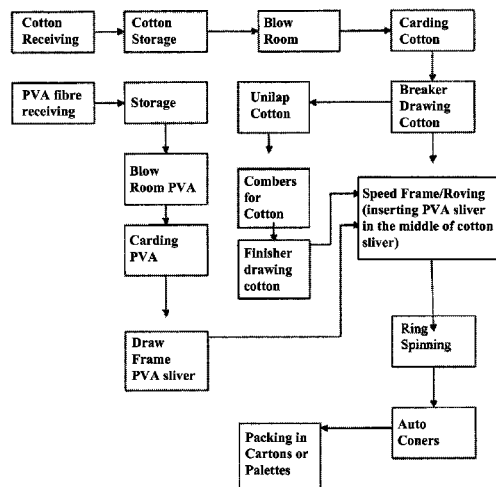 Cotton
Receiving
Cotton
Storage
Blow
Room
Carding
Cotton
PVA fibre
receiving
Storage
Unilap
Cotton
Breaker
Drawing
Cotton
Blow
Room PVA
Combers
for
Cotton
Speed Frame/Roving
(inserting PVA sliver
in the middle of cotton
sliver)
Carding
PVA
Finisher
drawing
cotton
Draw
Frame
PVA sliver
Ring
Spinning
Auto
Coners
Packing in
Cartons or
Palettes